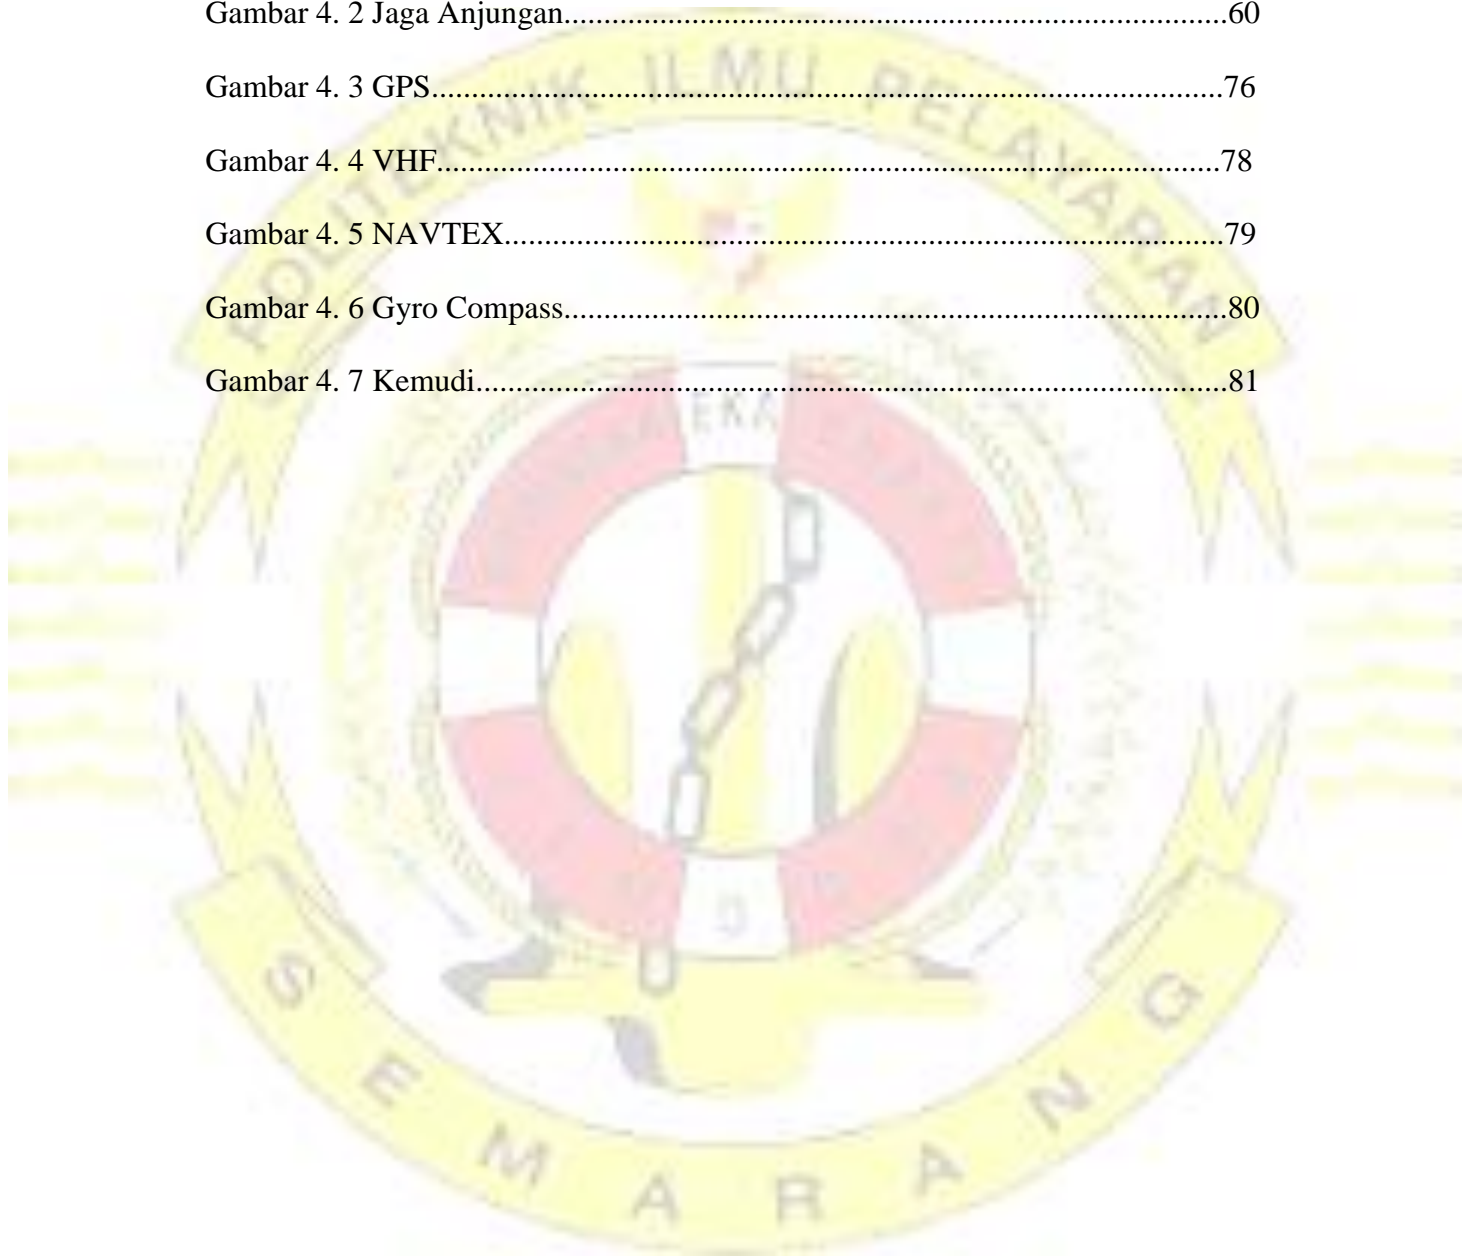 Gambar 4. 2 Jaga Anjungan....................................................................................60
Gambar 4. 3 GPS....................................................................................................76
Gambar 4. 4 VHF...................................................................................................78
Gambar 4. 5 NAVTEX...........................................................................................79
Gambar 4. 6 Gyro Compass...................................................................................80
Gambar 4. 7 Kemudi...............................................................................................81
POLITEKNIK ILMU PELAYARAN
SEMARANG